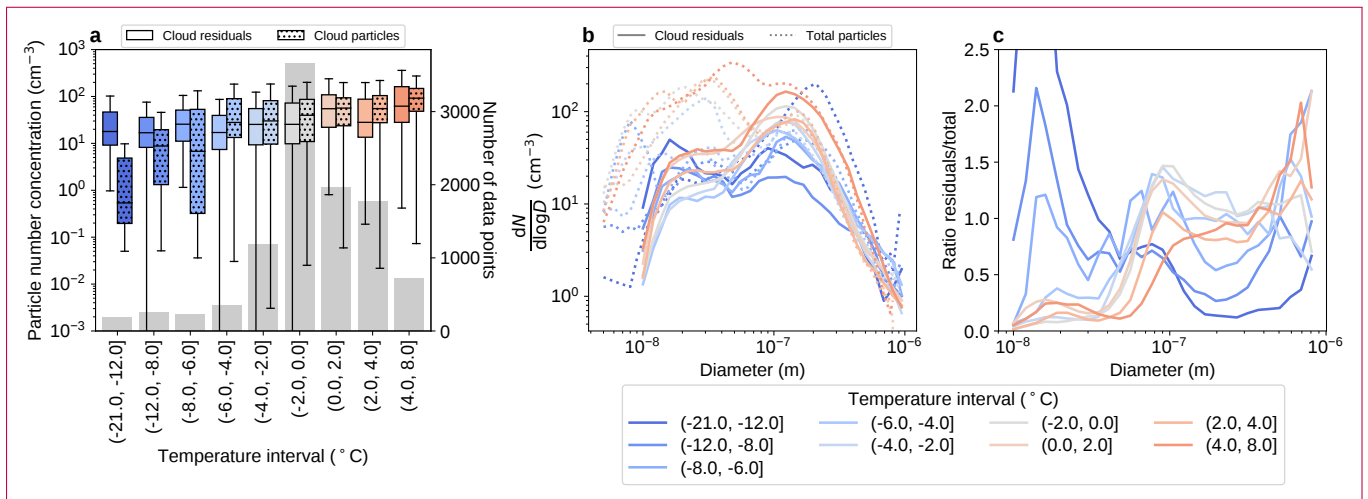 a
Cloud residuals
Cloud particles
Particle number concentration (cm⁻³)
10³
10²
10¹
10⁰
10⁻¹
10⁻²
10⁻³
3000
2000
1000
0
Number of data points
(-21.0, -12.0]
(-12.0, -8.0]
(-8.0, -6.0]
(-6.0, -4.0]
(-4.0, -2.0]
(-2.0, 0.0]
(0.0, 2.0]
(2.0, 4.0]
(4.0, 8.0]
Temperature interval (°C)
b
Cloud residuals
Total particles
dN/dlogD (cm⁻³)
10²
10¹
10⁰
10⁻⁸
10⁻⁷
10⁻⁶
Diameter (m)
c
Ratio residuals/total
2.5
2.0
1.5
1.0
0.5
0.0
10⁻⁸
10⁻⁷
10⁻⁶
Diameter (m)
Temperature interval (°C)
(-21.0, -12.0]
(-12.0, -8.0]
(-8.0, -6.0]
(-6.0, -4.0]
(-4.0, -2.0]
(-2.0, 0.0]
(0.0, 2.0]
(2.0, 4.0]
(4.0, 8.0]